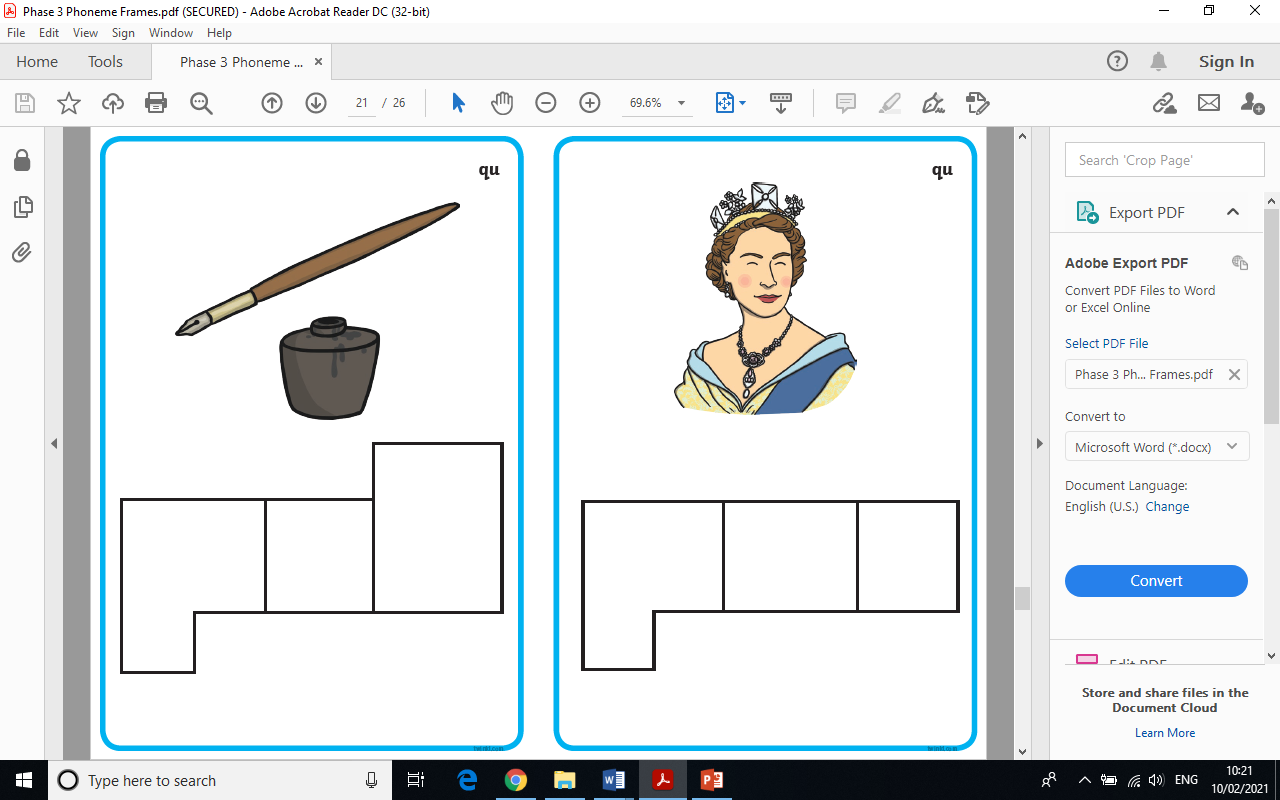 Phase 3 Phoneme Frames.pdf (SECURED) - Adobe Acrobat Reader DC (32-bit)
File Edit View Sign Window Help
Home Tools Phase 3 Phoneme ... Sign In
21 / 26 69.6%
qu
qu
Search 'Crop Page'
Export PDF
Adobe Export PDF
Convert PDF Files to Word
or Excel Online
Select PDF File
Phase 3 Ph... Frames.pdf
Convert to
Microsoft Word (*.docx)
Document Language:
English (U.S.) Change
Convert
Edit PDF
Store and share files in the
Document Cloud
Learn More
Type here to search
ENG
10:21
10/02/2021